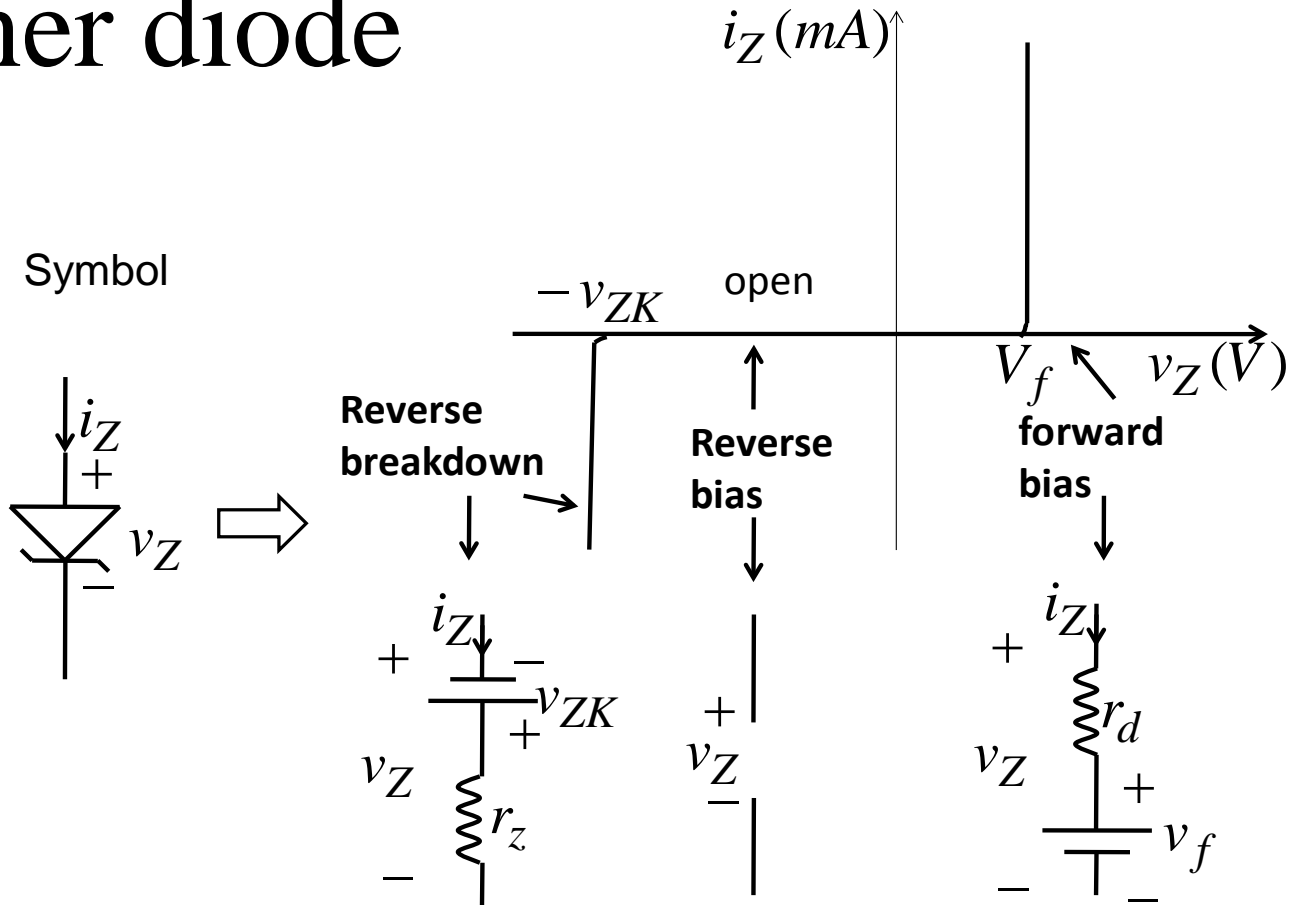 ner diode
i_Z (mA)
Symbol
− v_ZK
open
V_f
v_Z (V)
i_Z
+
v_Z
−
Reverse
breakdown
Reverse
bias
forward
bias
i_Z
+
−
v_ZK
+
v_Z
r_z
−
+
v_Z
−
i_Z
+
r_d
v_Z
+
v_f
−
−